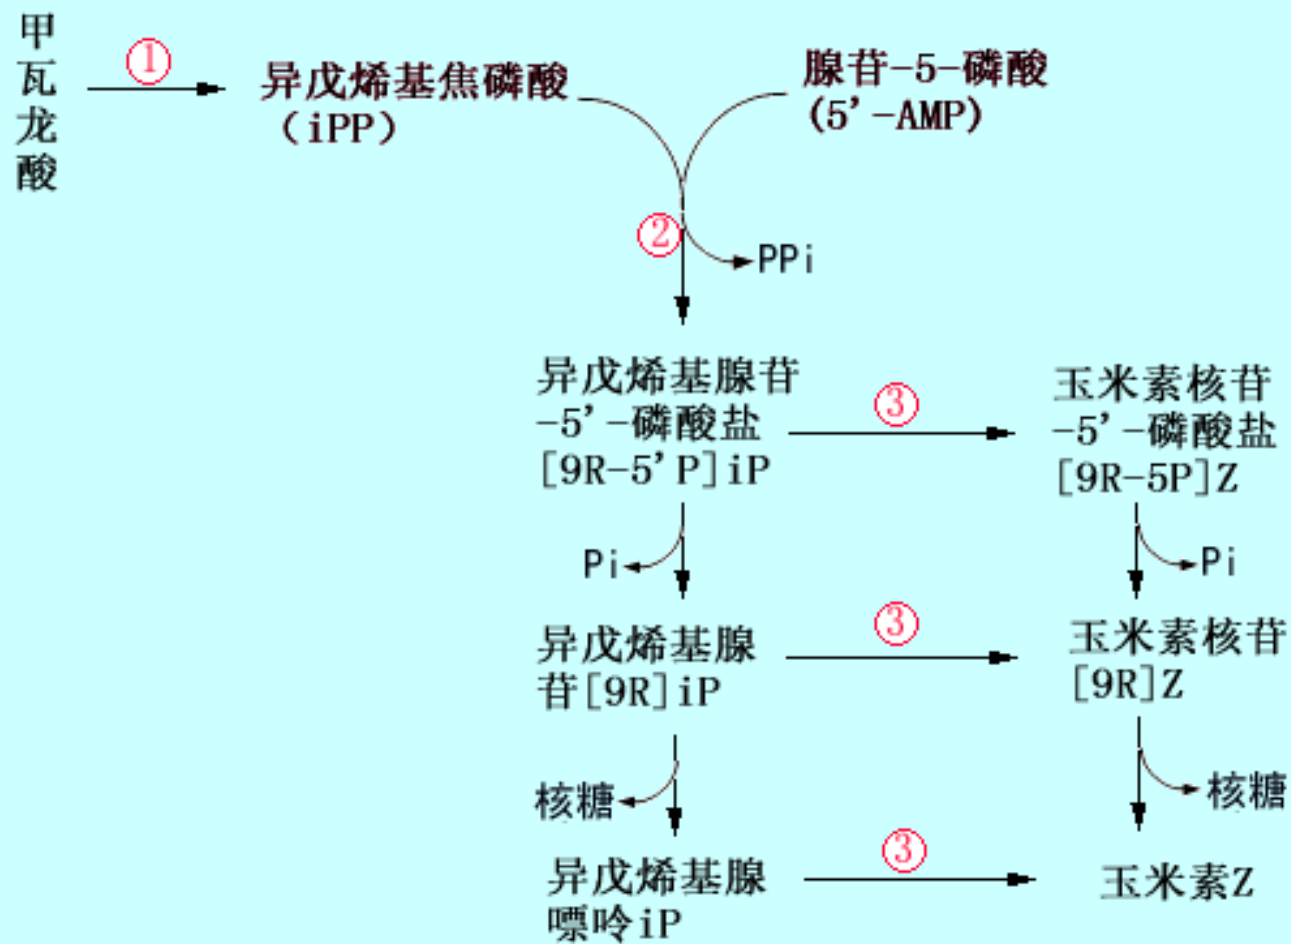 甲
瓦
龙
酸
①
异戊烯基焦磷酸
（iPP）
腺苷-5-磷酸
(5'-AMP)
②
PPi
异戊烯基腺苷
-5'-磷酸盐
[9R-5'P]iP
③
玉米素核苷
-5'-磷酸盐
[9R-5P]Z
Pi
Pi
异戊烯基腺
苷[9R]iP
③
玉米素核苷
[9R]Z
核糖
核糖
异戊烯基腺
嘌呤iP
③
玉米素Z